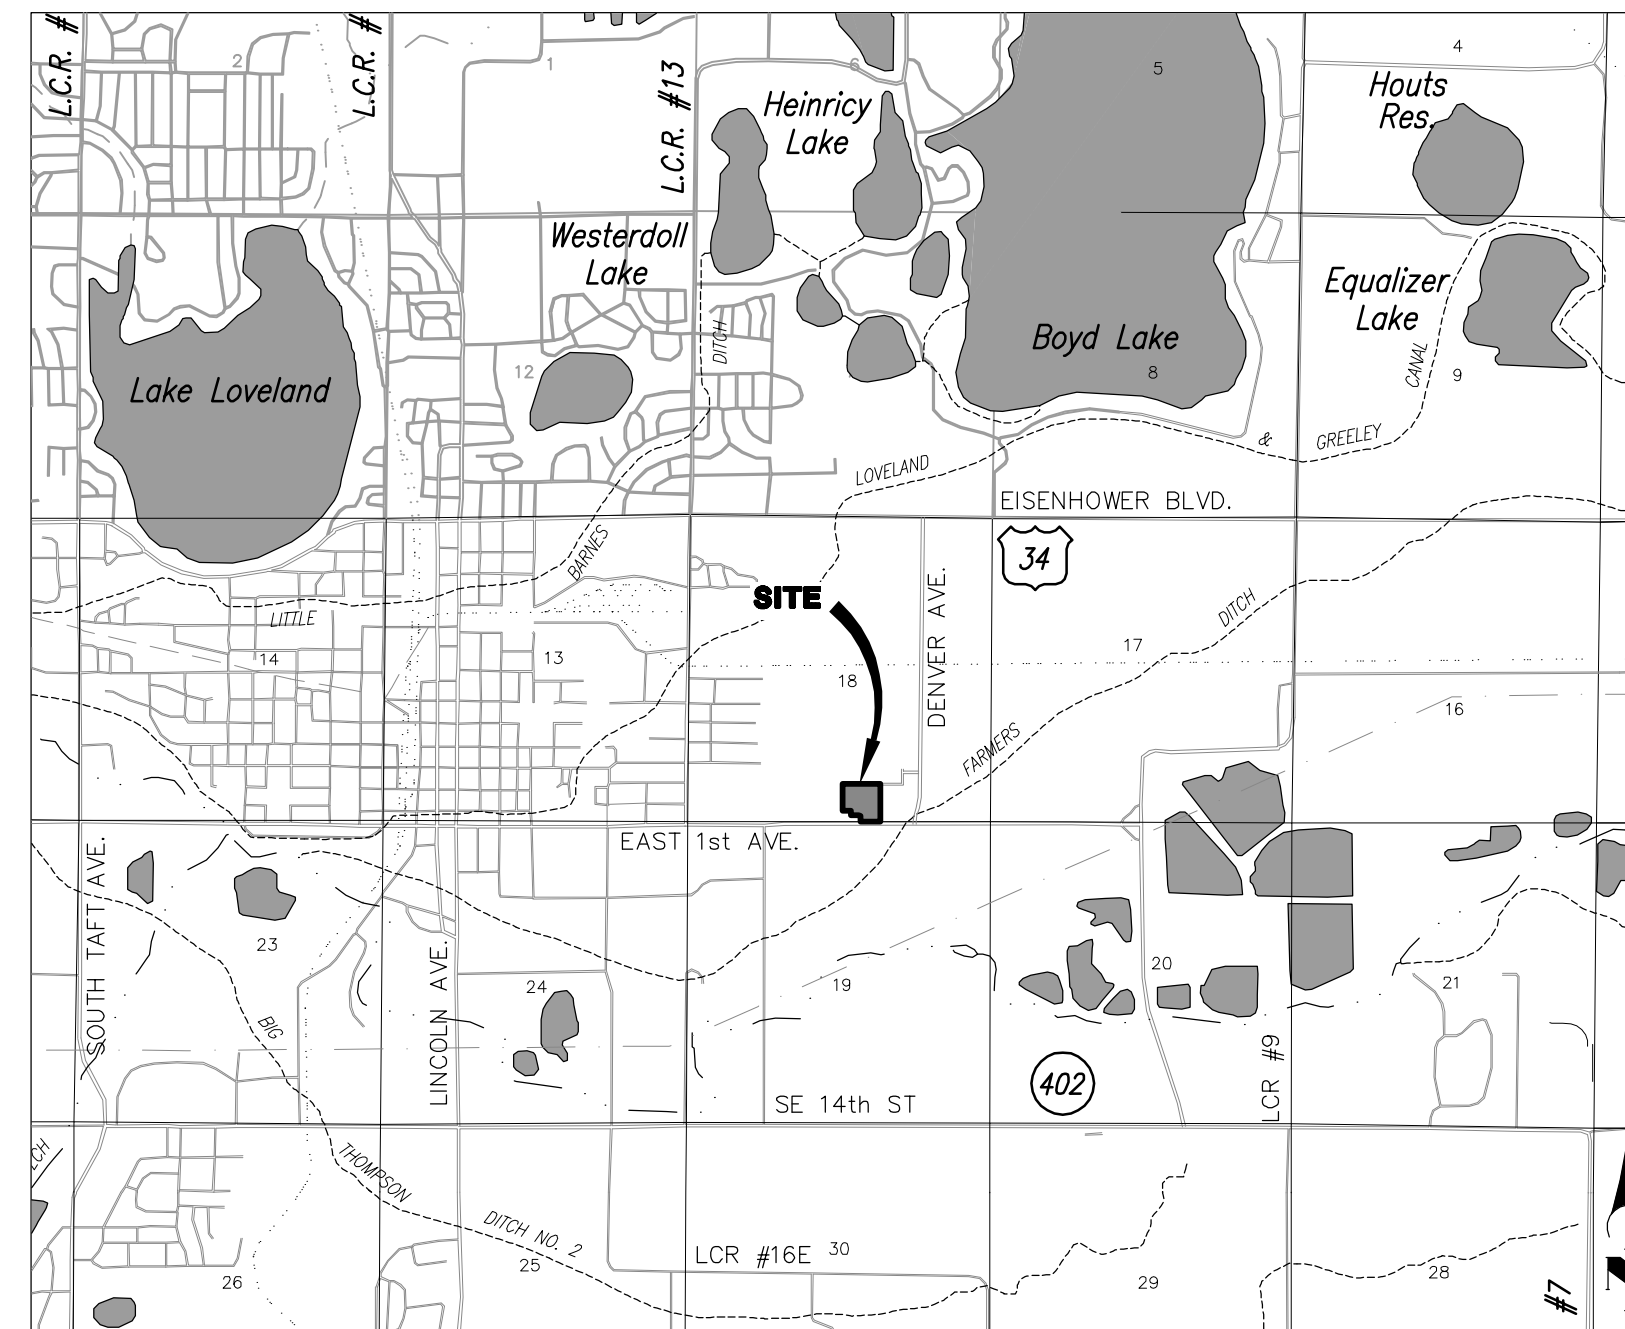 L.C.R. #
L.C.R. #
L.C.R. #13
2
1
6
5
4
Heinricy
Lake
Houts
Res.
Westerdoll
Lake
Equalizer
Lake
DITCH
Boyd Lake
CANAL
Lake Loveland
12
8
9
&
GREELEY
LOVELAND
EISENHOWER BLVD.
34
BARNES
SITE
DENVER AVE.
DITCH
LITTLE
14
13
18
17
16
FARMERS
EAST 1st AVE.
SOUTH TAFT AVE.
23
LINCOLN AVE.
24
19
20
21
BIG
402
LCR #9
SE 14th ST
THOMPSON
DITCH NO. 2
LCR #16E
30
26
25
29
28
#7
N